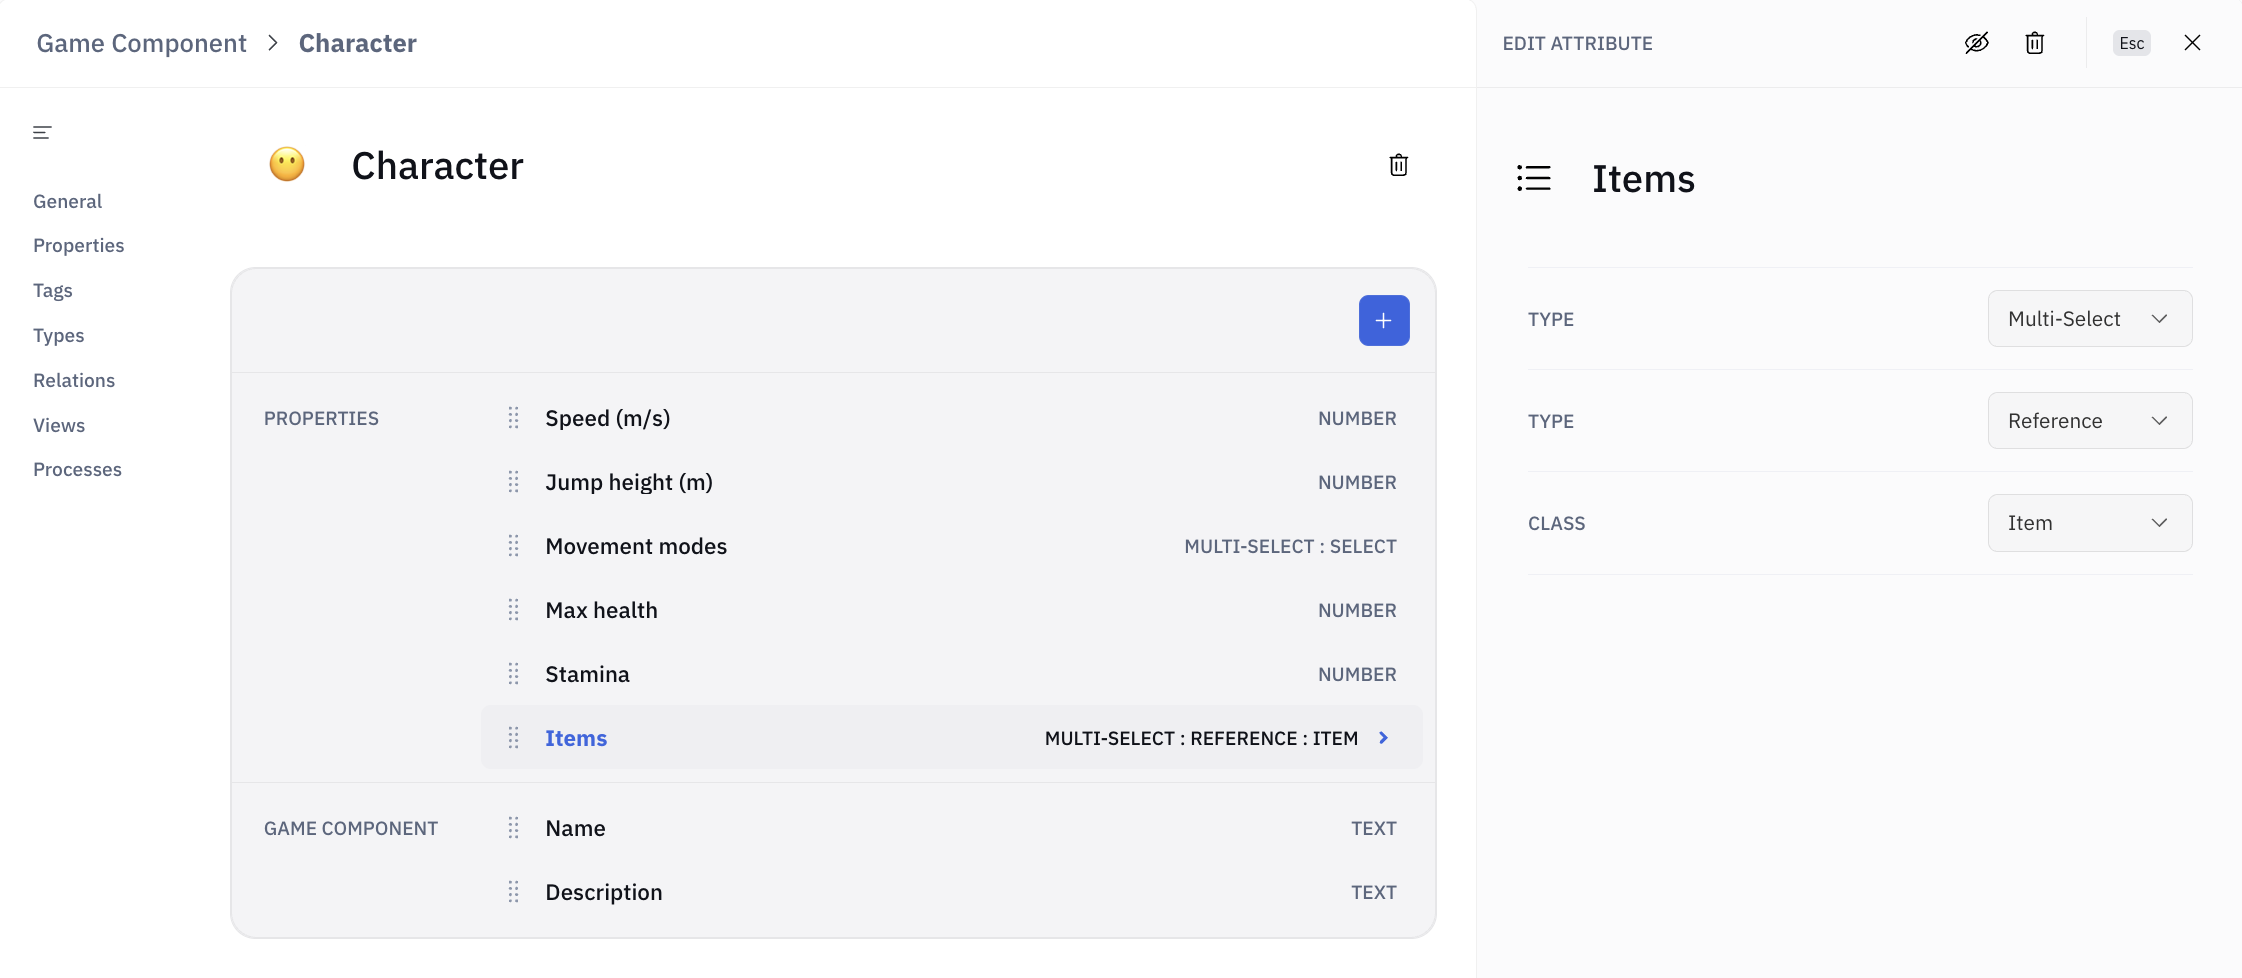 Game Component > Character
EDIT ATTRIBUTE
Esc
General
Properties
Tags
Types
Relations
Views
Processes
Character
PROPERTIES
Speed (m/s) NUMBER
Jump height (m) NUMBER
Movement modes MULTI-SELECT : SELECT
Max health NUMBER
Stamina NUMBER
Items MULTI-SELECT : REFERENCE : ITEM
GAME COMPONENT
Name TEXT
Description TEXT
Items
TYPE Multi-Select
TYPE Reference
CLASS Item